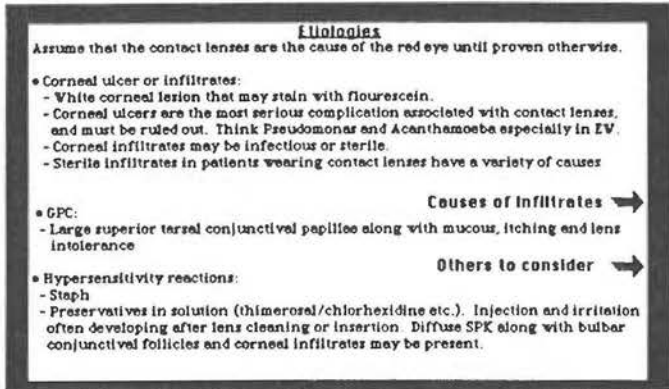 Etiologies
Assume that the contact lenses are the cause of the red eye until proven otherwise.
• Corneal ulcer or infiltrates:
- White corneal lesion that may stain with flourescein.
- Corneal ulcers are the most serious complication associated with contact lenses,
and must be ruled out. Think Pseudomonas and Acanthamoeba especially in EW.
- Corneal infiltrates may be infectious or sterile.
- Sterile infiltrates in patients wearing contact lenses have a variety of causes
Causes of Infiltrates
• GPC:
- Large superior tarsal conjunctival papillae along with mucous, itching and lens
intolerance
Others to consider
• Hypersensitivity reactions:
- Staph
- Preservatives in solution (thimerosal/chlorhexidine etc.). Injection and irritation
often developing after lens cleaning or insertion. Diffuse SPK along with bulbar
conjunctival follicles and corneal infiltrates may be present.